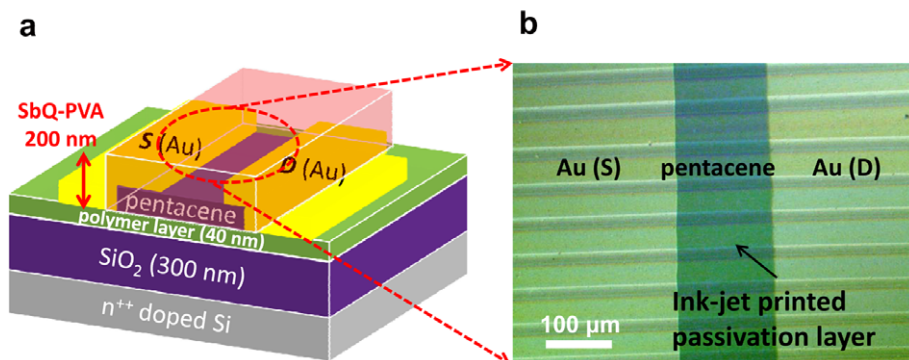 a
SbQ-PVA
200 nm
S (Au)
D (Au)
pentacene
polymer layer (40 nm)
SiO₂ (300 nm)
n⁺⁺ doped Si
b
Au (S)
pentacene
Au (D)
Ink-jet printed
passivation layer
100 µm